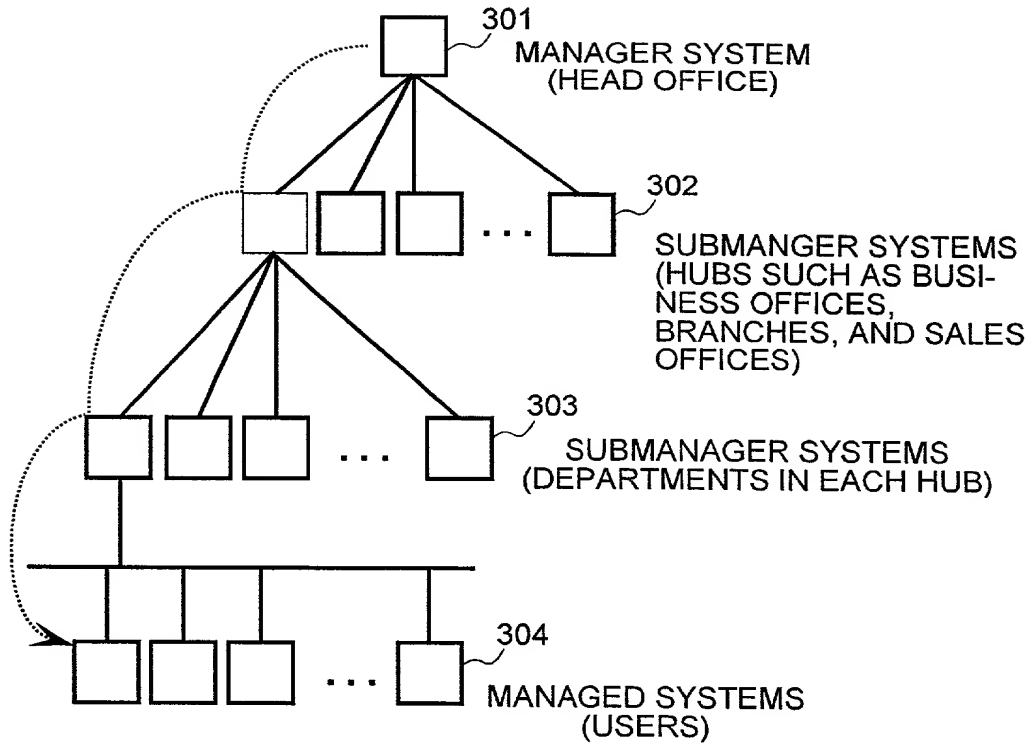 301
MANAGER SYSTEM
(HEAD OFFICE)
302
SUBMANGER SYSTEMS
(HUBS SUCH AS BUSI-
NESS OFFICES,
BRANCHES, AND SALES
OFFICES)
303
SUBMANAGER SYSTEMS
(DEPARTMENTS IN EACH HUB)
304
MANAGED SYSTEMS
(USERS)